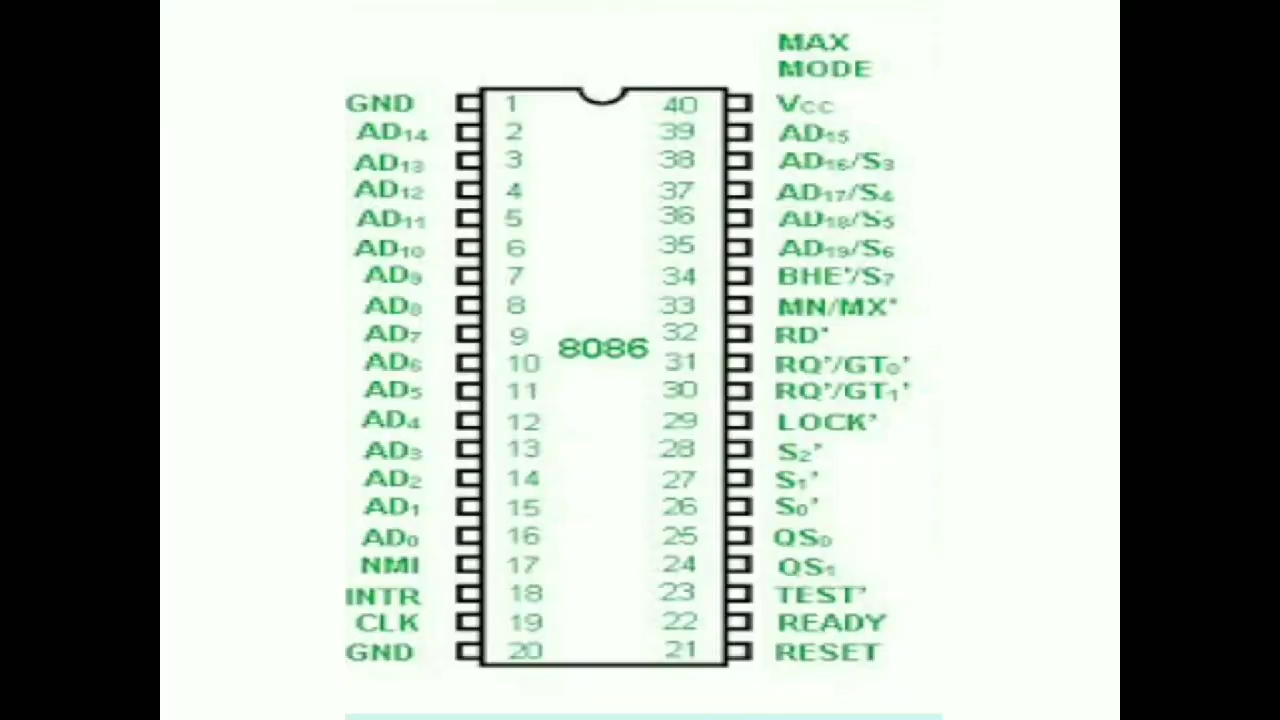 MAX
MODE
GND 1 40 VCC
AD14 2 39 AD15
AD13 3 38 AD16/S3
AD12 4 37 AD17/S4
AD11 5 36 AD18/S5
AD10 6 35 AD19/S6
AD9 7 34 BHE'/S7
AD8 8 33 MN/MX'
AD7 9 32 RD'
8086
AD6 10 31 RQ'/GT0'
AD5 11 30 RQ'/GT1'
AD4 12 29 LOCK'
AD3 13 28 S2'
AD2 14 27 S1'
AD1 15 26 S0'
AD0 16 25 QS0
NMI 17 24 QS1
INTR 18 23 TEST'
CLK 19 22 READY
GND 20 21 RESET